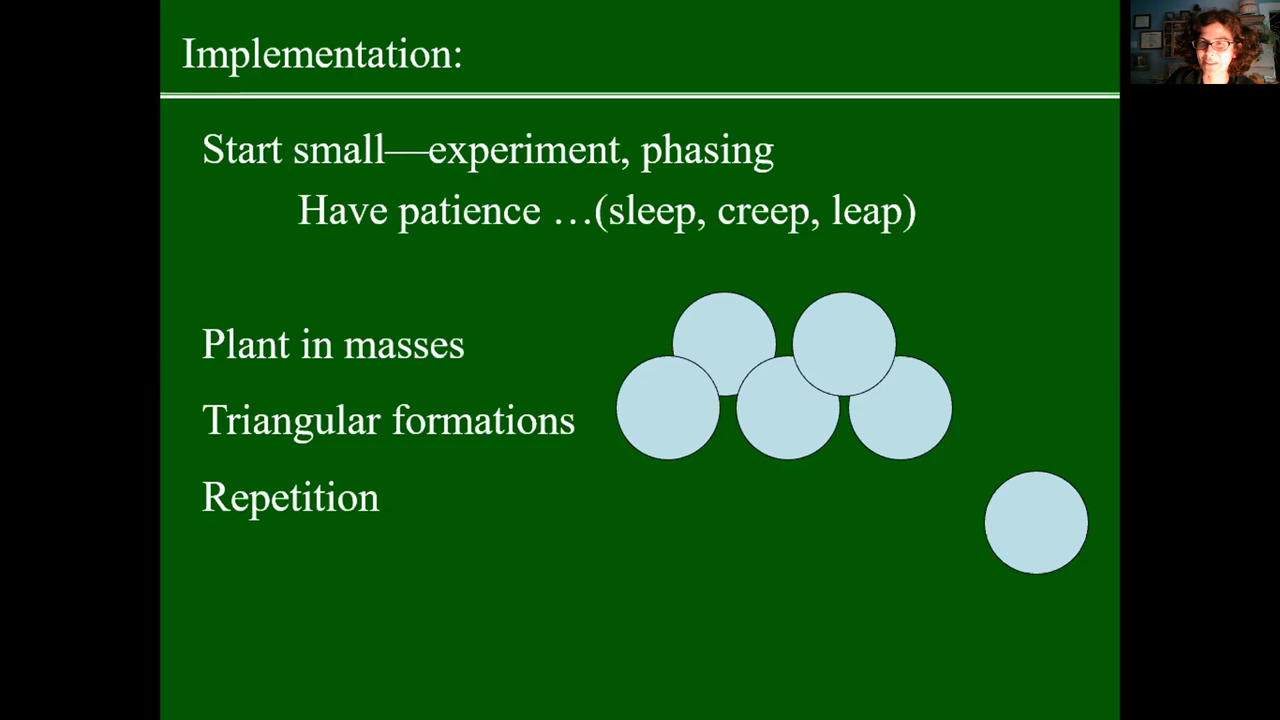 Implementation:
Start small—experiment, phasing
Have patience …(sleep, creep, leap)
Plant in masses
Triangular formations
Repetition